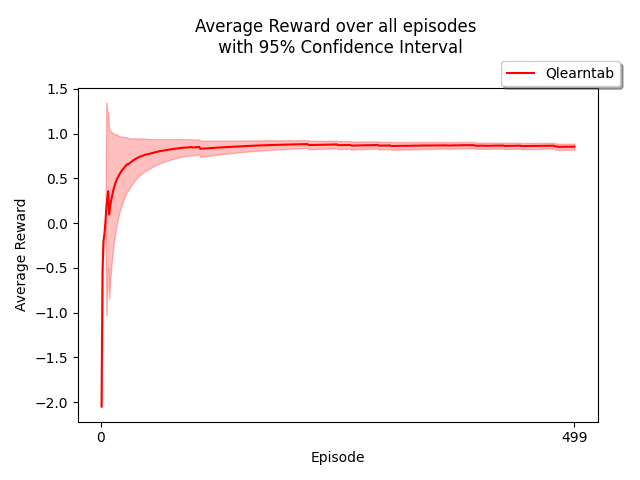 Average Reward over all episodes
with 95% Confidence Interval
Qlearntab
1.5
1.0
0.5
0.0
−0.5
−1.0
−1.5
−2.0
Average Reward
0
499
Episode